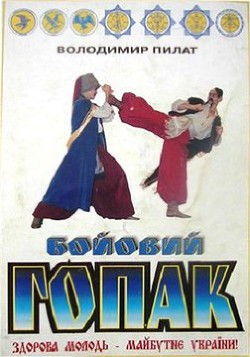 ВОЛОДИМИР ПИЛАТ
БОЙОВИЙ
ГОПАК
ЗДОРОВА МОЛОДЬ - МАЙБУТНЄ УКРАЇНИ!